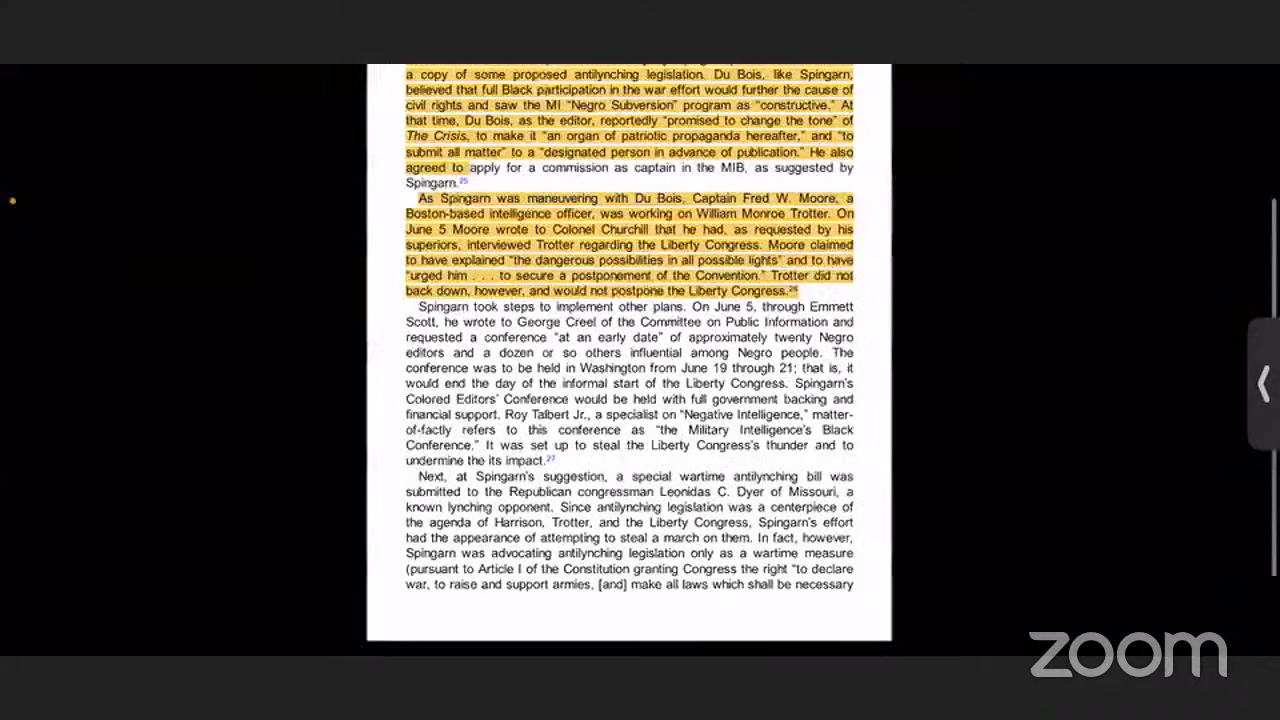 a copy of some proposed antilynching legislation. Du Bois, like Spingarn,
believed that full Black participation in the war effort would further the cause of
civil rights and saw the MI “Negro Subversion” program as “constructive.” At
that time, Du Bois, as the editor, reportedly “promised to change the tone” of
The Crisis, to make it “an organ of patriotic propaganda hereafter,” and “to
submit all matter” to a “designated person in advance of publication.” He also
agreed to apply for a commission as captain in the MIB, as suggested by
Spingarn.25
As Spingarn was maneuvering with Du Bois, Captain Fred W. Moore, a
Boston-based intelligence officer, was working on William Monroe Trotter. On
June 5 Moore wrote to Colonel Churchill that he had, as requested by his
superiors, interviewed Trotter regarding the Liberty Congress. Moore claimed
to have explained “the dangerous possibilities in all possible lights” and to have
“urged him . . . to secure a postponement of the Convention.” Trotter did not
back down, however, and would not postpone the Liberty Congress.26
Spingarn took steps to implement other plans. On June 5, through Emmett
Scott, he wrote to George Creel of the Committee on Public Information and
requested a conference “at an early date” of approximately twenty Negro
editors and a dozen or so others influential among Negro people. The
conference was to be held in Washington from June 19 through 21; that is, it
would end the day of the informal start of the Liberty Congress. Spingarn’s
Colored Editors’ Conference would be held with full government backing and
financial support. Roy Talbert Jr., a specialist on “Negative Intelligence,” matter-
of-factly refers to this conference as “the Military Intelligence’s Black
Conference.” It was set up to steal the Liberty Congress’s thunder and to
undermine the its impact.27
Next, at Spingarn’s suggestion, a special wartime antilynching bill was
submitted to the Republican congressman Leonidas C. Dyer of Missouri, a
known lynching opponent. Since antilynching legislation was a centerpiece of
the agenda of Harrison, Trotter, and the Liberty Congress, Spingarn’s effort
had the appearance of attempting to steal a march on them. In fact, however,
Spingarn was advocating antilynching legislation only as a wartime measure
(pursuant to Article I of the Constitution granting Congress the right “to declare
war, to raise and support armies, [and] make all laws which shall be necessary
zoom